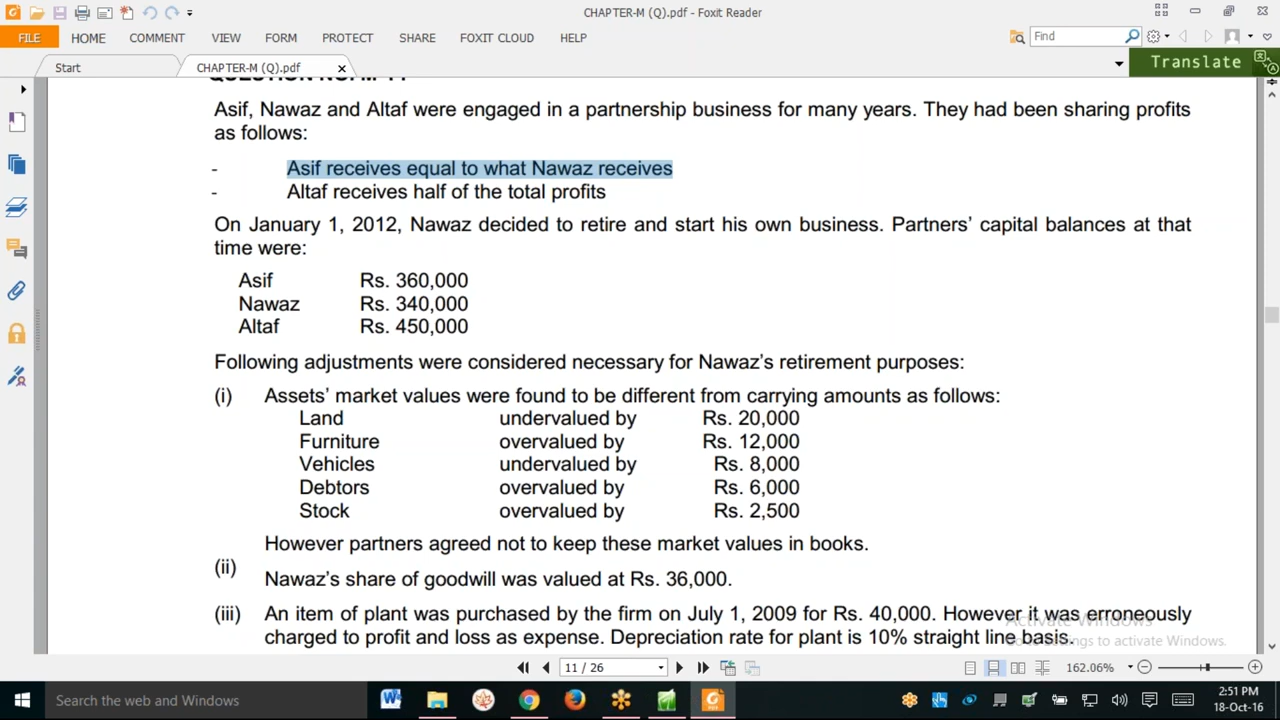 CHAPTER-M (Q).pdf - Foxit Reader
FILE HOME COMMENT VIEW FORM PROTECT SHARE FOXIT CLOUD HELP Find
Start CHAPTER-M (Q).pdf x Translate
Asif, Nawaz and Altaf were engaged in a partnership business for many years. They had been sharing profits
as follows:
- Asif receives equal to what Nawaz receives
- Altaf receives half of the total profits
On January 1, 2012, Nawaz decided to retire and start his own business. Partners' capital balances at that
time were:
Asif Rs. 360,000
Nawaz Rs. 340,000
Altaf Rs. 450,000
Following adjustments were considered necessary for Nawaz's retirement purposes:
(i) Assets' market values were found to be different from carrying amounts as follows:
Land undervalued by Rs. 20,000
Furniture overvalued by Rs. 12,000
Vehicles undervalued by Rs. 8,000
Debtors overvalued by Rs. 6,000
Stock overvalued by Rs. 2,500
However partners agreed not to keep these market values in books.
(ii) Nawaz's share of goodwill was valued at Rs. 36,000.
(iii) An item of plant was purchased by the firm on July 1, 2009 for Rs. 40,000. However it was erroneously
charged to profit and loss as expense. Depreciation rate for plant is 10% straight line basis.
Activate Windows
Go to Settings to activate Windows.
11 / 26 162.06%
Search the web and Windows 2:51 PM
18-Oct-16